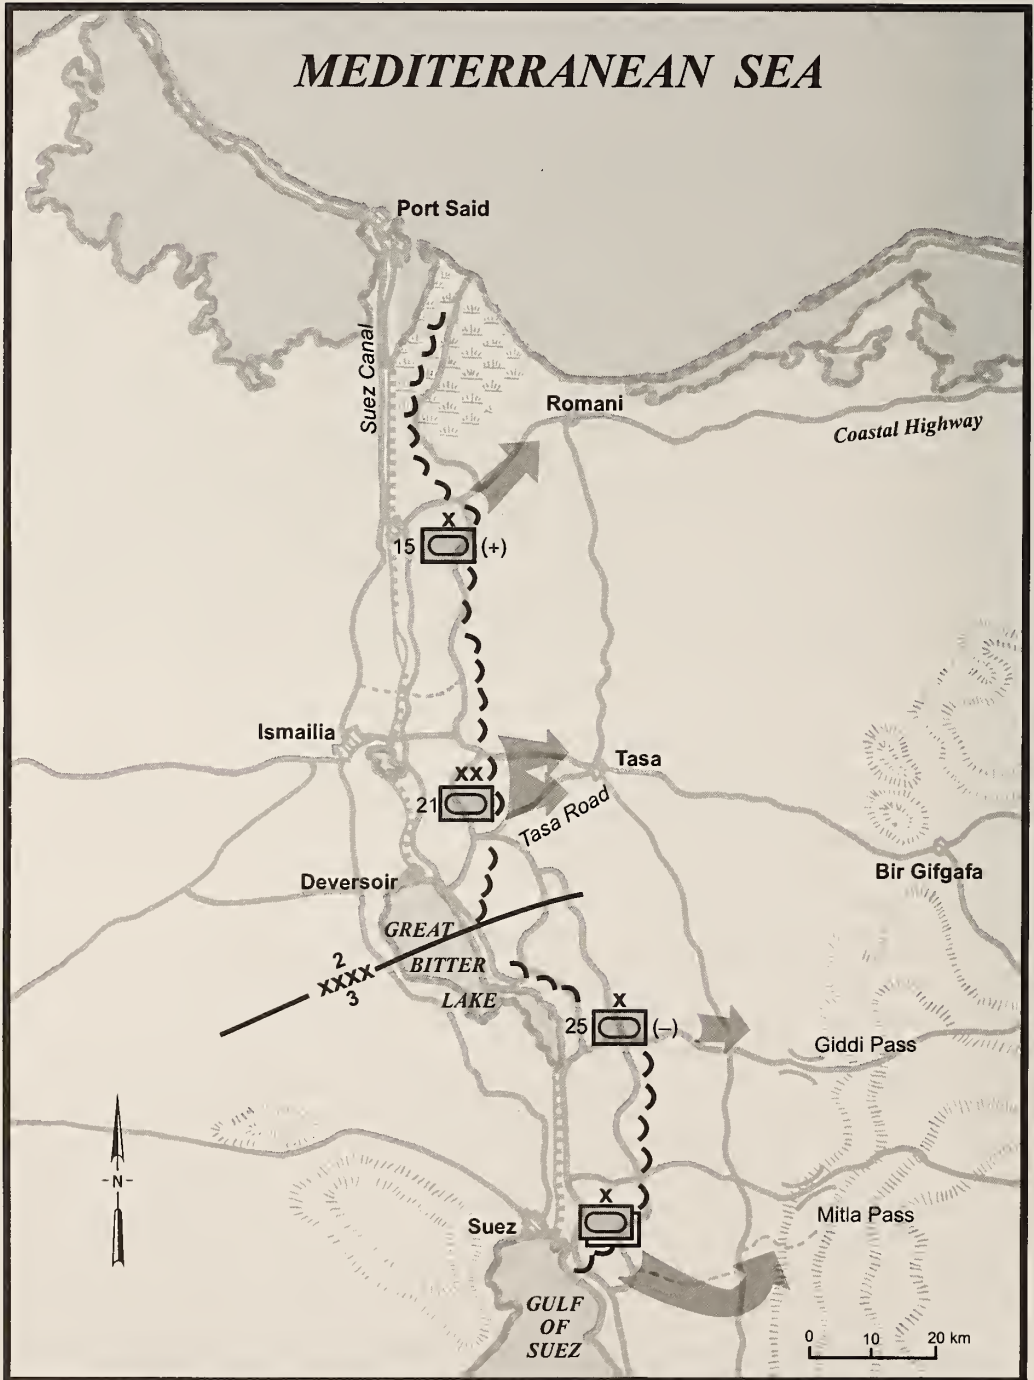 MEDITERRANEAN SEA
Port Said
Suez Canal
Romani
Coastal Highway
X
15 (+)
Ismailia
Tasa
XX
21
Tasa Road
Bir Gifgafa
Deversoir
GREAT
BITTER
LAKE
2
XXXX
3
X
25 (–)
Giddi Pass
-N-
X
Suez
Mitla Pass
GULF
OF
SUEZ
0 10 20 km